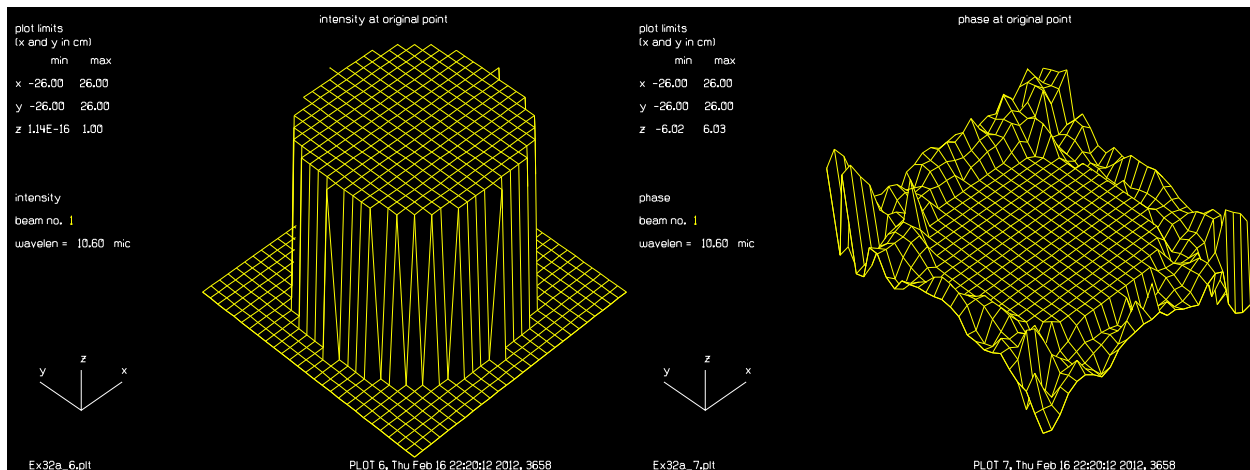 intensity at original point
plot limits
(x and y in cm)
min max
x -26.00 26.00
y -26.00 26.00
z 1.14E-16 1.00
intensity
beam no. 1
wavelen = 10.60 mic
z
y x
Ex32a_6.plt PLOT 6, Thu Feb 16 22:20:12 2012, 3658
phase at original point
plot limits
(x and y in cm)
min max
x -26.00 26.00
y -26.00 26.00
z -6.02 6.03
phase
beam no. 1
wavelen = 10.60 mic
z
y x
Ex32a_7.plt PLOT 7, Thu Feb 16 22:20:12 2012, 3658